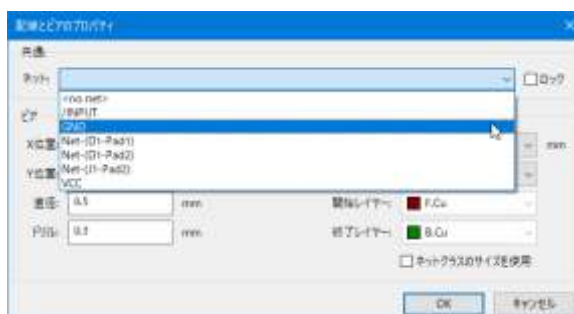 配線とビアのプロパティ
共通
ネット: ロック
<no net>
/INPUT
ビア GND
X位置: Net-(D1-Pad1) mm
Net-(D1-Pad2)
Y位置: Net-(J1-Pad2)
VCC
直径: 0.5 mm 開始レイヤー: F.Cu
ドリル: 0.3 mm 終了レイヤー: B.Cu
ネットクラスのサイズを使用
OK キャンセル